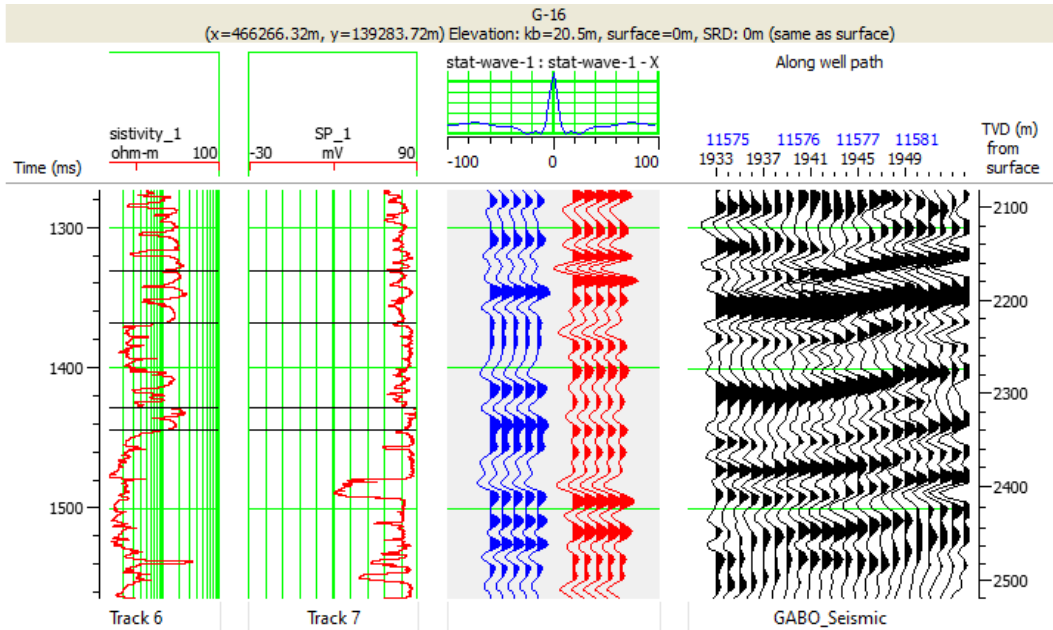 G-16
(x=466266.32m, y=139283.72m) Elevation: kb=20.5m, surface=0m, SRD: 0m (same as surface)
stat-wave-1 : stat-wave-1 - X
Along well path
sistivity_1
ohm-m 100
SP_1
-30 mV 90
-100 0 100
11575 11576 11577 11581
1933 1937 1941 1945 1949
TVD (m)
from
surface
Time (ms)
1300
1400
1500
2100
2200
2300
2400
2500
Track 6
Track 7
GABO_Seismic